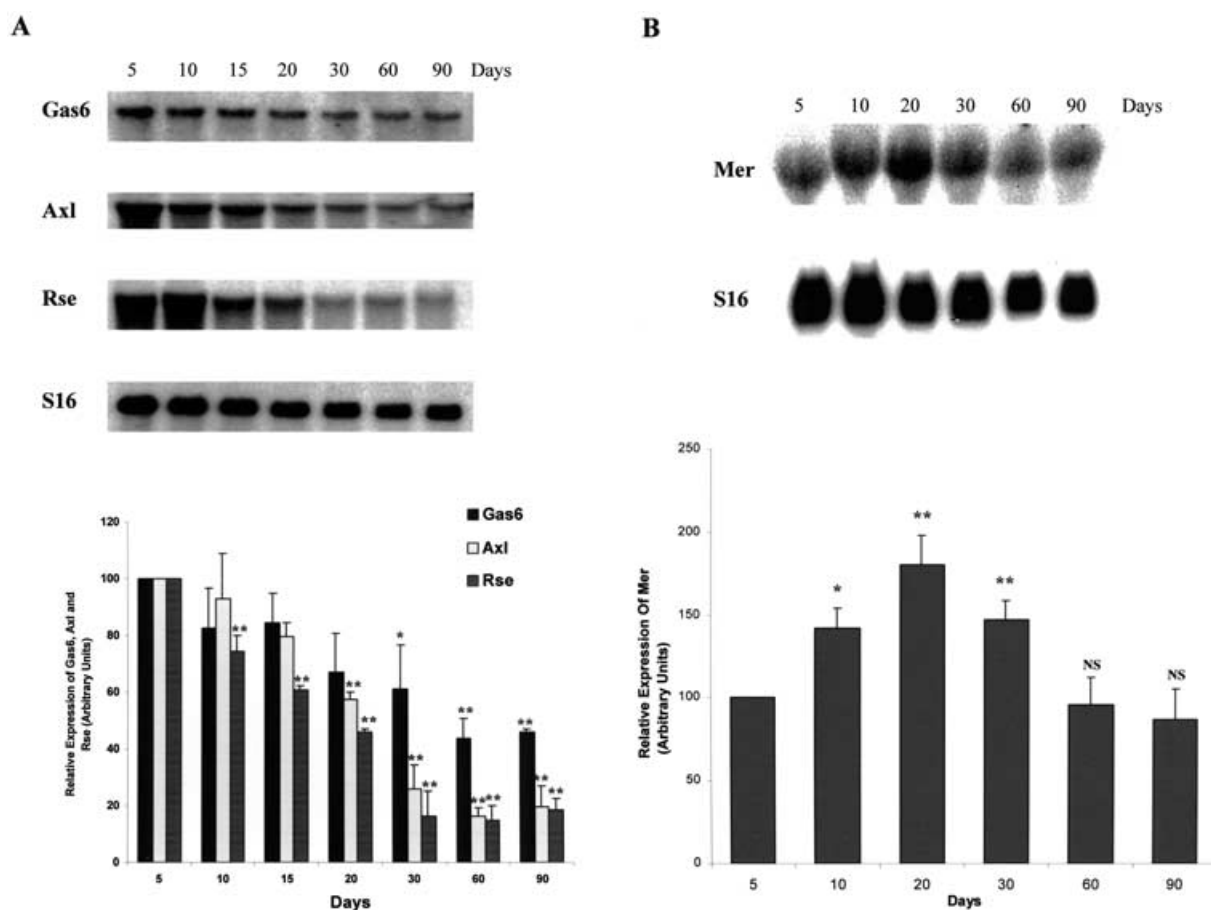 A
5 10 15 20 30 60 90 Days
Gas6
Axl
Rse
S16
Gas6
Axl
Rse
Relative Expression of Gas6, Axl and
Rse (Arbitrary Units)
120
100
80
60
40
20
0
** ** ** ** * ** ** ** ** ** ** ** **
5 10 15 20 30 60 90
Days
B
5 10 20 30 60 90 Days
Mer
S16
Relative Expression Of Mer
(Arbitrary Units)
250
200
150
100
50
0
* ** ** NS NS
5 10 20 30 60 90
Days